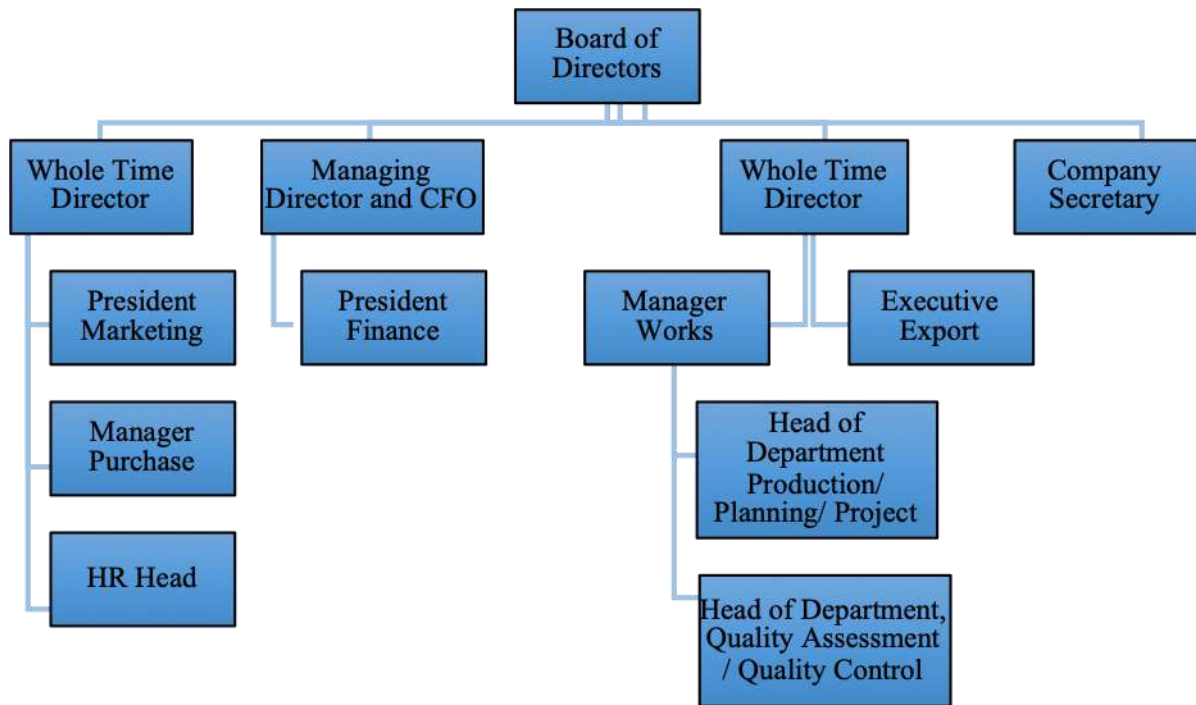 Board of
Directors
Whole Time
Director
Managing
Director and CFO
Whole Time
Director
Company
Secretary
President
Marketing
President
Finance
Manager
Works
Executive
Export
Manager
Purchase
Head of
Department
Production/
Planning/ Project
HR Head
Head of Department,
Quality Assessment
/ Quality Control